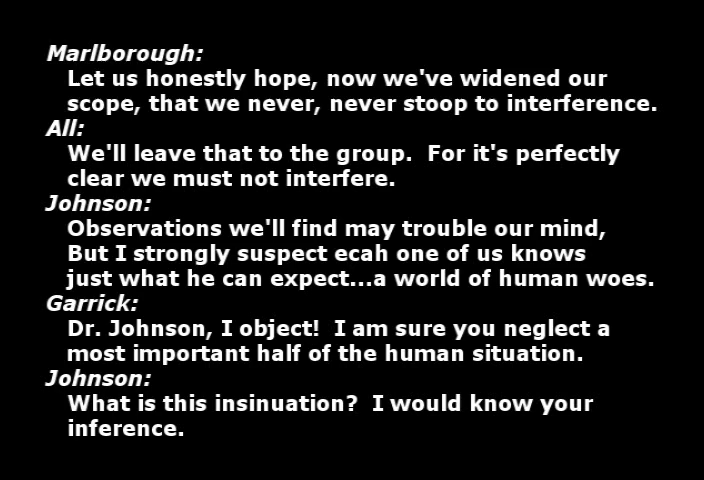 Marlborough:
Let us honestly hope, now we've widened our
scope, that we never, never stoop to interference.
All:
We'll leave that to the group.  For it's perfectly
clear we must not interfere.
Johnson:
Observations we'll find may trouble our mind,
But I strongly suspect ecah one of us knows
just what he can expect...a world of human woes.
Garrick:
Dr. Johnson, I object!  I am sure you neglect a
most important half of the human situation.
Johnson:
What is this insinuation?  I would know your
inference.